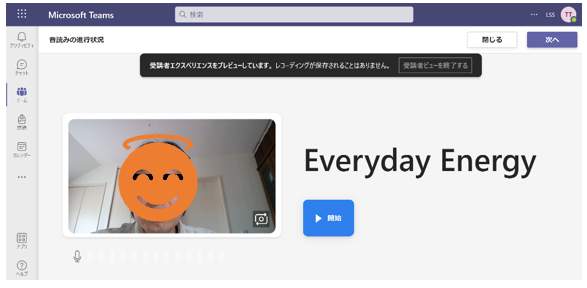 Microsoft Teams
検索
LSS
TT
アクティビティ
音読みの進行状況
閉じる
次へ
受講者エクスペリエンスをプレビューしています。レコーディングが保存されることはありません。
受講者ビューを終了する
チャット
チーム
課題
カレンダー
Everyday Energy
開始
アプリ
ヘルプ